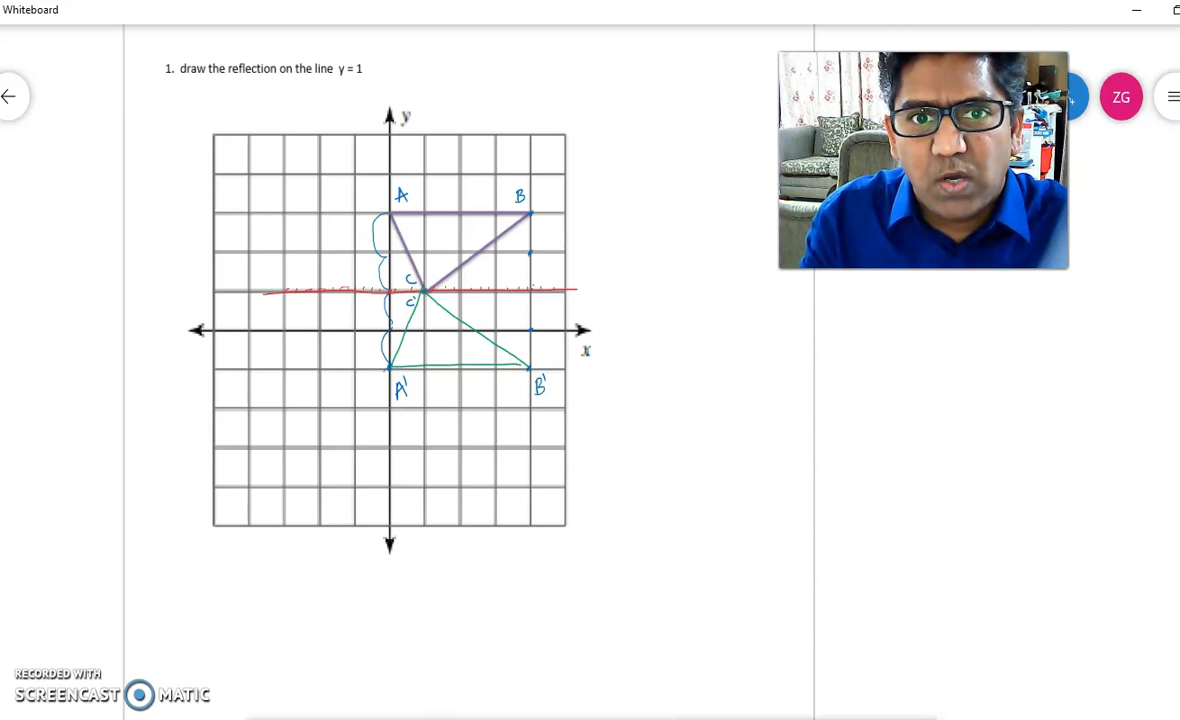 Whiteboard
1. draw the reflection on the line y = 1
ZG
y
A
B
C
C'
x
A'
B'
RECORDED WITH
SCREENCAST MATIC